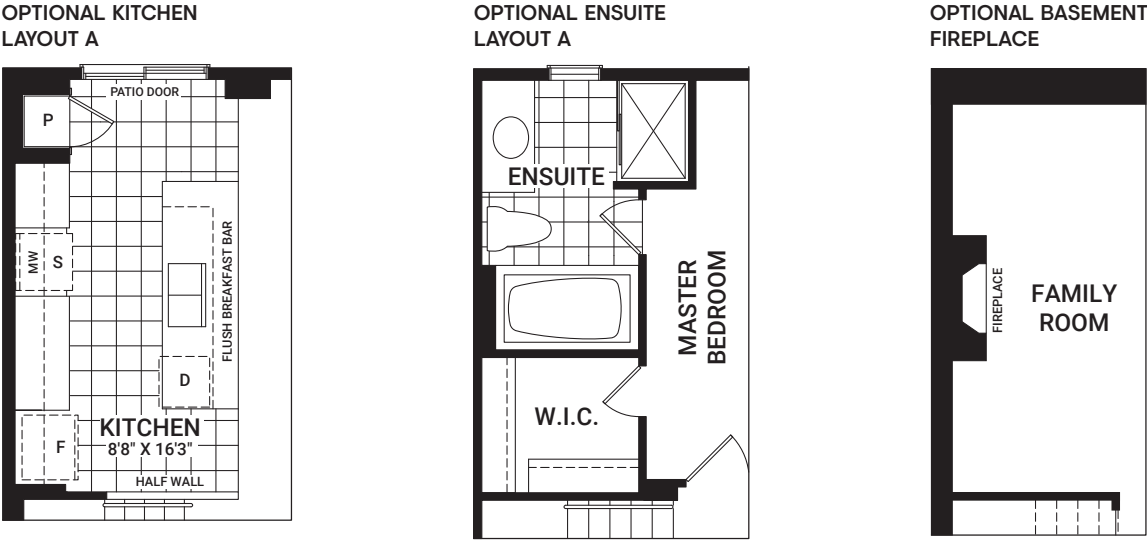 OPTIONAL KITCHEN
LAYOUT A
PATIO DOOR
P
MW
S
FLUSH BREAKFAST BAR
D
F
KITCHEN
8'8" X 16'3"
HALF WALL
OPTIONAL ENSUITE
LAYOUT A
ENSUITE
MASTER
BEDROOM
W.I.C.
OPTIONAL BASEMENT
FIREPLACE
FIREPLACE
FAMILY
ROOM